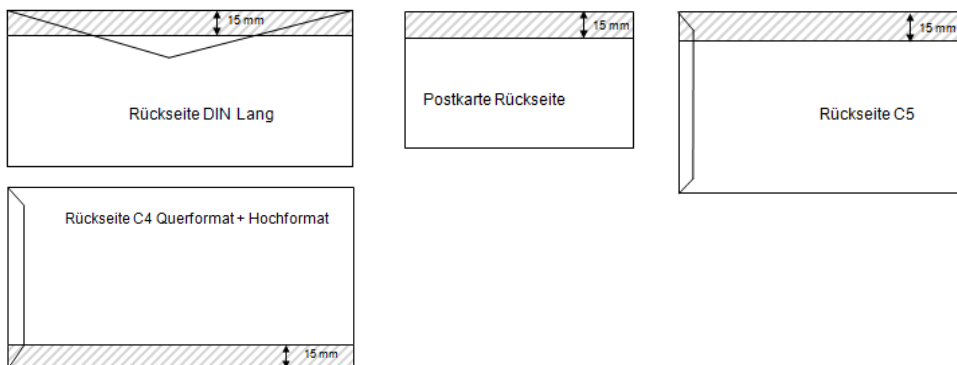 15 mm
Rückseite DIN Lang
15 mm
Postkarte Rückseite
15 mm
Rückseite C5
Rückseite C4 Querformat + Hochformat
15 mm